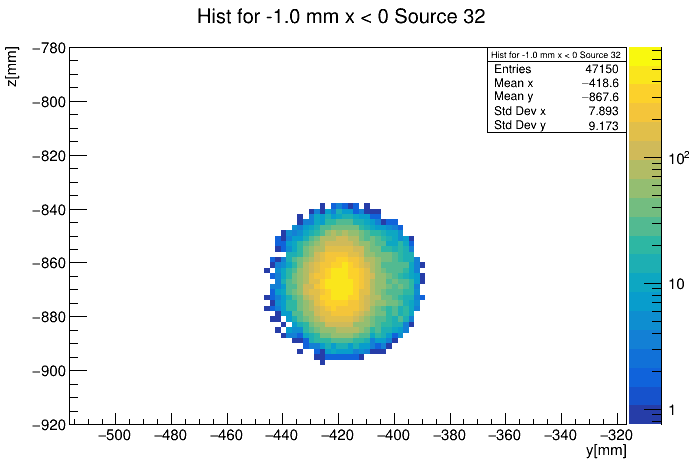 Hist for -1.0 mm x < 0 Source 32
z[mm]
−780
−800
−820
−840
−860
−880
−900
−920
Hist for -1.0 mm x < 0 Source 32
Entries 47150
Mean x −418.6
Mean y −867.6
Std Dev x 7.893
Std Dev y 9.173
10²
10
1
−500 −480 −460 −440 −420 −400 −380 −360 −340 −320
y[mm]